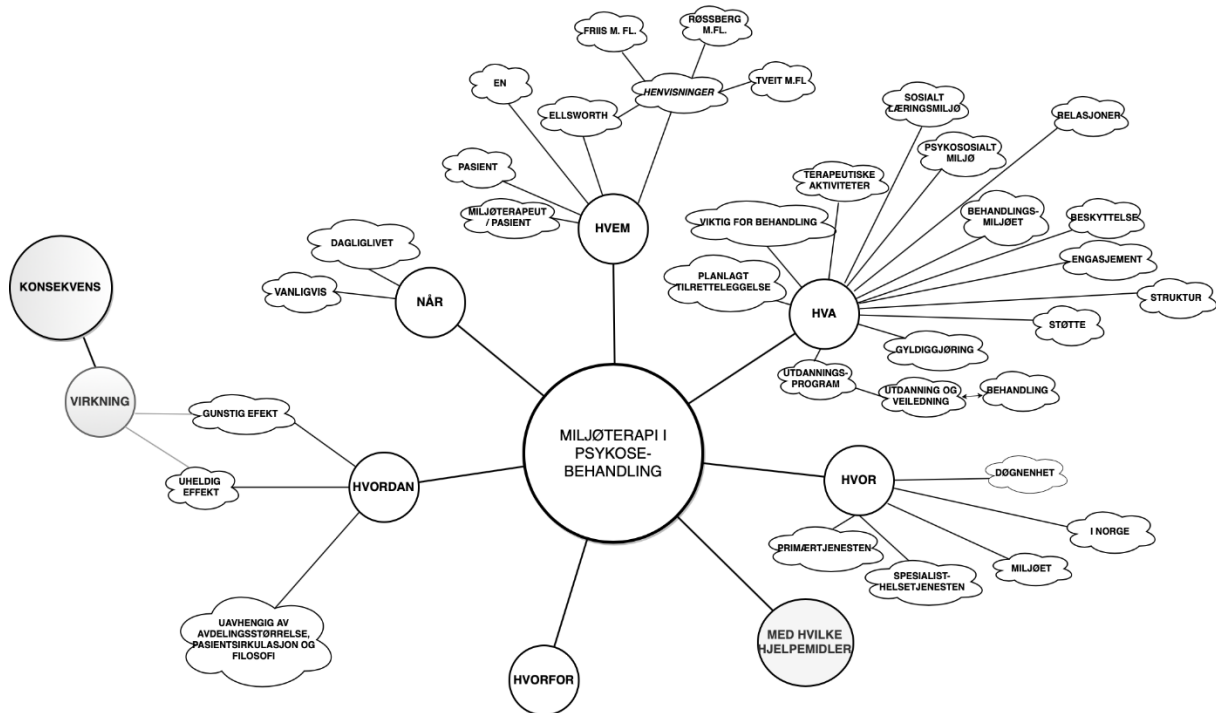 FRIIS M. FL.
RØSSBERG
M.FL.
EN
HENVISNINGER
TVEIT M.FL
ELLSWORTH
PASIENT
MILJØTERAPEUT
/ PASIENT
HVEM
DAGLIGLIVET
VANLIGVIS
NÅR
KONSEKVENS
VIRKNING
GUNSTIG EFEKT
UHELDIG
EFFEKT
HVORDAN
UAVHENGIG AV
AVDELINGSSTØRRELSE,
PASIENTSIRKULASJON OG
FILOSOFI
MILJØTERAPI I
PSYKOSE-
BEHANDLING
SOSIALT
LÆRINGSMILJØ
RELASJONER
PSYKOSOSIALT
MILJØ
TERAPEUTISKE
AKTIVITETER
VIKTIG FOR BEHANDLING
BEHANDLINGS-
MILJØET
BESKYTTELSE
ENGASJEMENT
PLANLAGT
TILRETTELEGGELSE
HVA
STRUKTUR
STØTTE
GYLDIGGJØRING
UTDANNINGS-
PROGRAM
UTDANNING OG
VEILEDNING
BEHANDLING
HVOR
DØGNENHET
I NORGE
MILJØET
PRIMÆRTJENESTEN
SPESIALIST-
HELSETJENESTEN
MED HVILKE
HJELPEMIDLER
HVORFOR